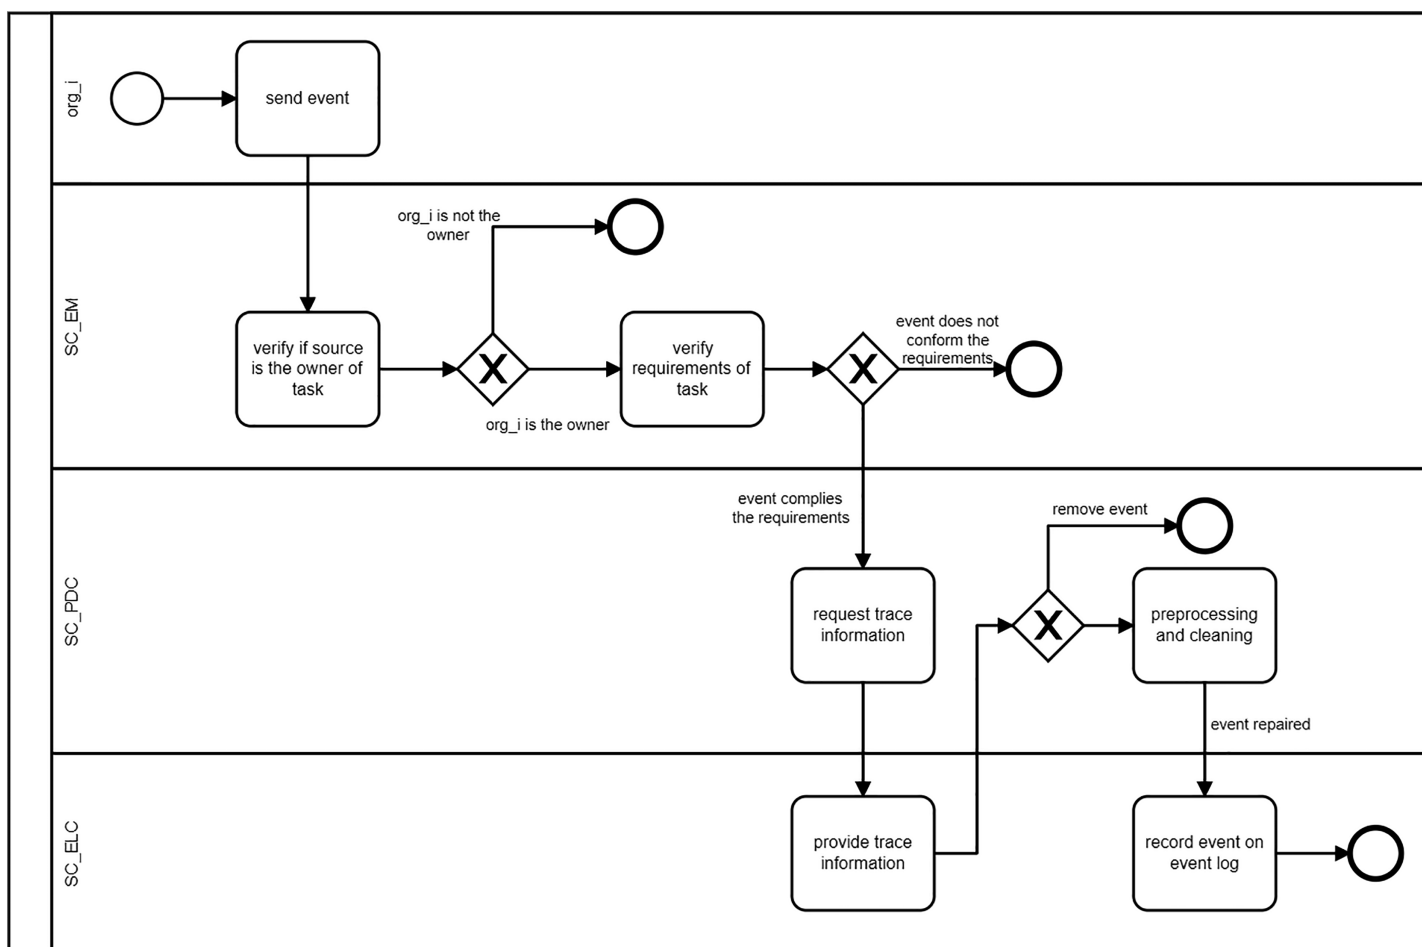 org_i
send event
SC_EM
org_i is not the
owner
verify if source
is the owner of
task
X
org_i is the owner
verify
requirements of
task
X
event does not
conform the
requirements
SC_PDC
event complies
the requirements
request trace
information
remove event
X
preprocessing
and cleaning
event repaired
SC_ELC
provide trace
information
record event on
event log